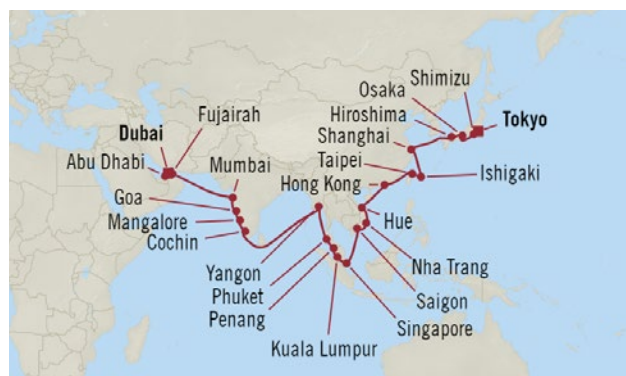 Shimizu
Osaka
Hiroshima
Tokyo
Shanghai
Fujairah
Dubai
Taipei
Abu Dhabi
Mumbai
Ishigaki
Hong Kong
Goa
Mangalore
Hue
Cochin
Yangon
Nha Trang
Phuket
Saigon
Penang
Singapore
Kuala Lumpur